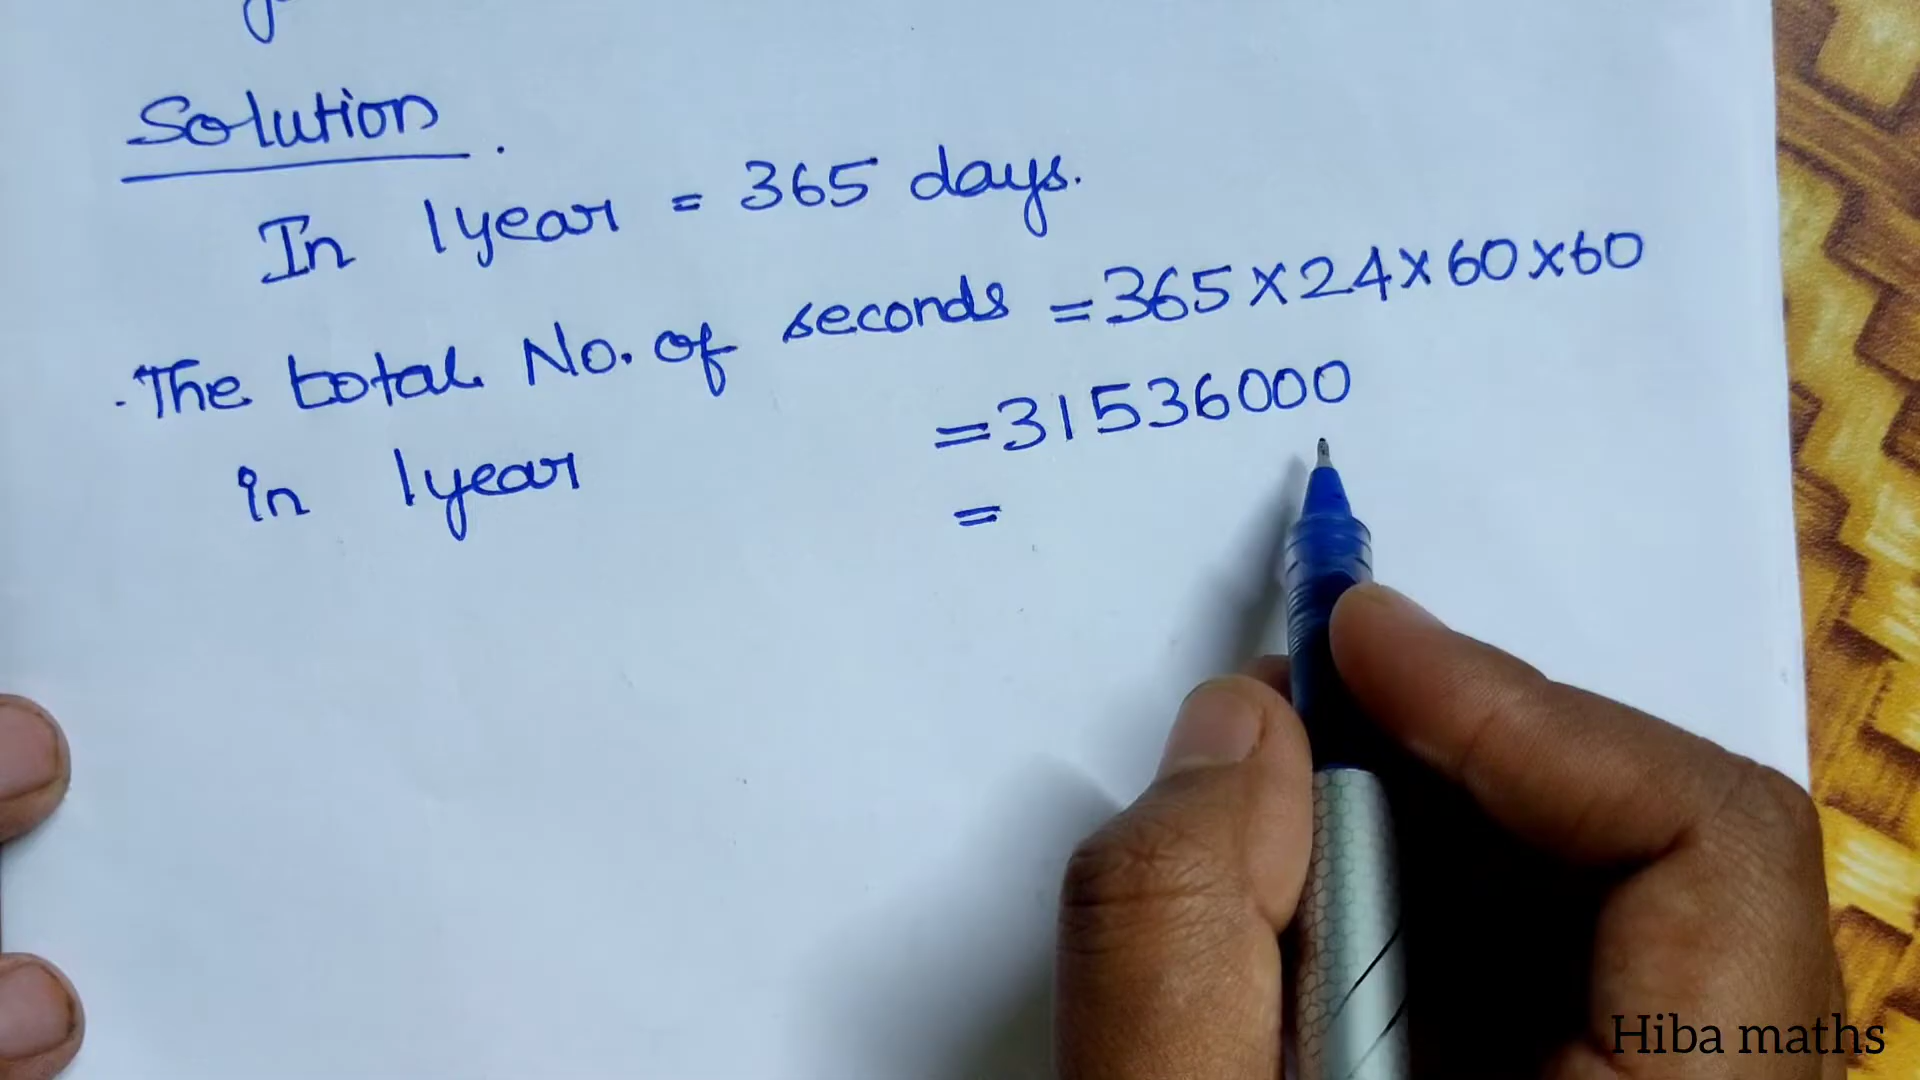 Solution.
In 1year = 365 days.
The total No. of seconds = 365 × 24 × 60 × 60
in 1year = 31536000
=
Hiba maths